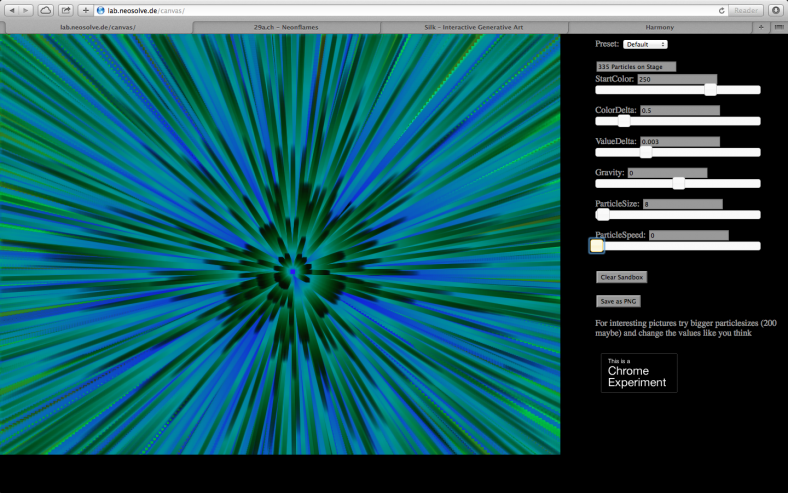 lab.neosolve.de/canvas/
Reader
lab.neosolve.de/canvas/
29a.ch – Neonflames
Silk – Interactive Generative Art
Harmony
Preset: Default
335 Particles on Stage
StartColor: 250
ColorDelta: 0.5
ValueDelta: 0.003
Gravity: 0
ParticleSize: 8
ParticleSpeed: 0
Clear Sandbox
Save as PNG
For interesting pictures try bigger particlesizes (200
maybe) and change the values like you think
This is a
Chrome
Experiment